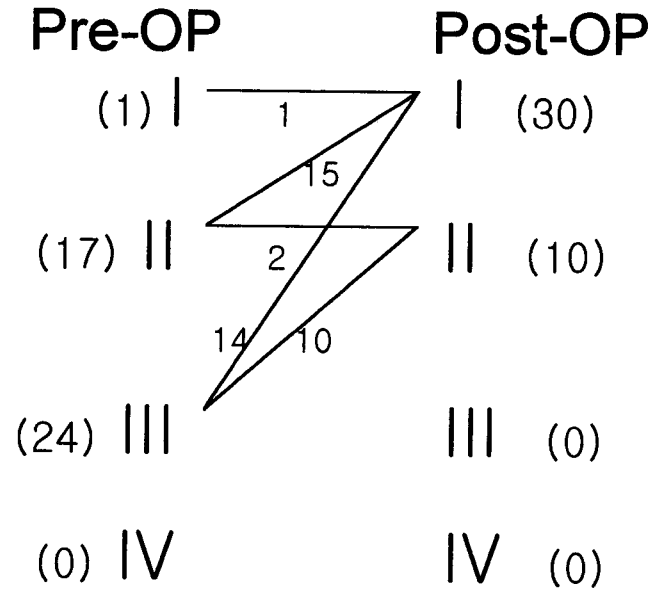 Pre-OP Post-OP
(1) I 1 I (30)
15
(17) II 2 II (10)
14 10
(24) III III (0)
(0) IV IV (0)